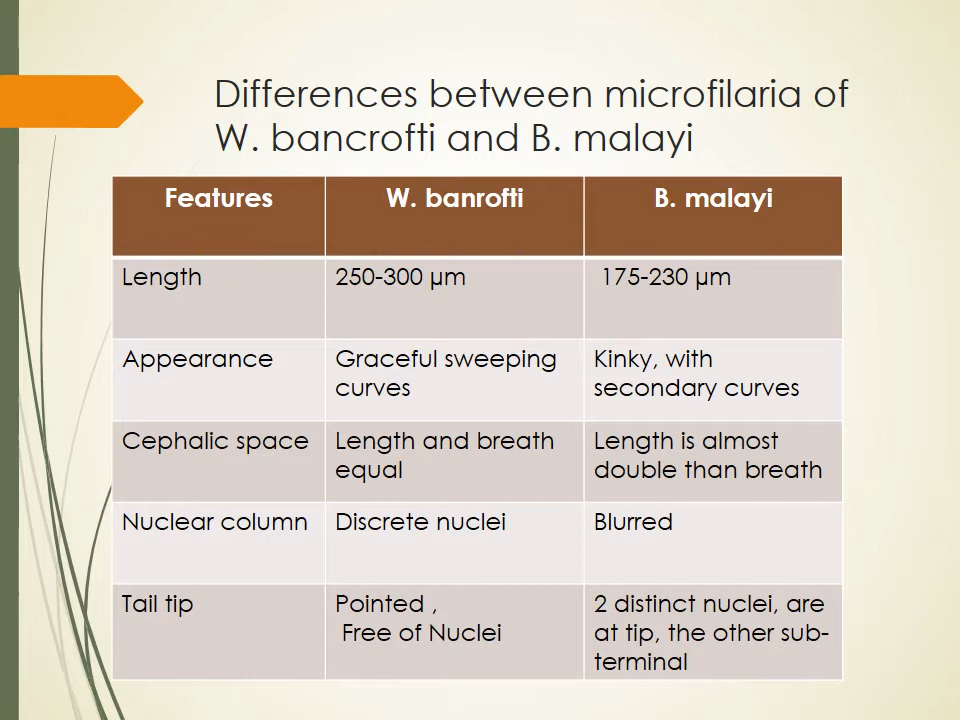 Differences between microfilaria of
W. bancrofti and B. malayi
Features W. banrofti B. malayi
Length 250-300 µm 175-230 µm
Appearance Graceful sweeping curves Kinky, with secondary curves
Cephalic space Length and breath equal Length is almost double than breath
Nuclear column Discrete nuclei Blurred
Tail tip Pointed , Free of Nuclei 2 distinct nuclei, are at tip, the other sub-terminal